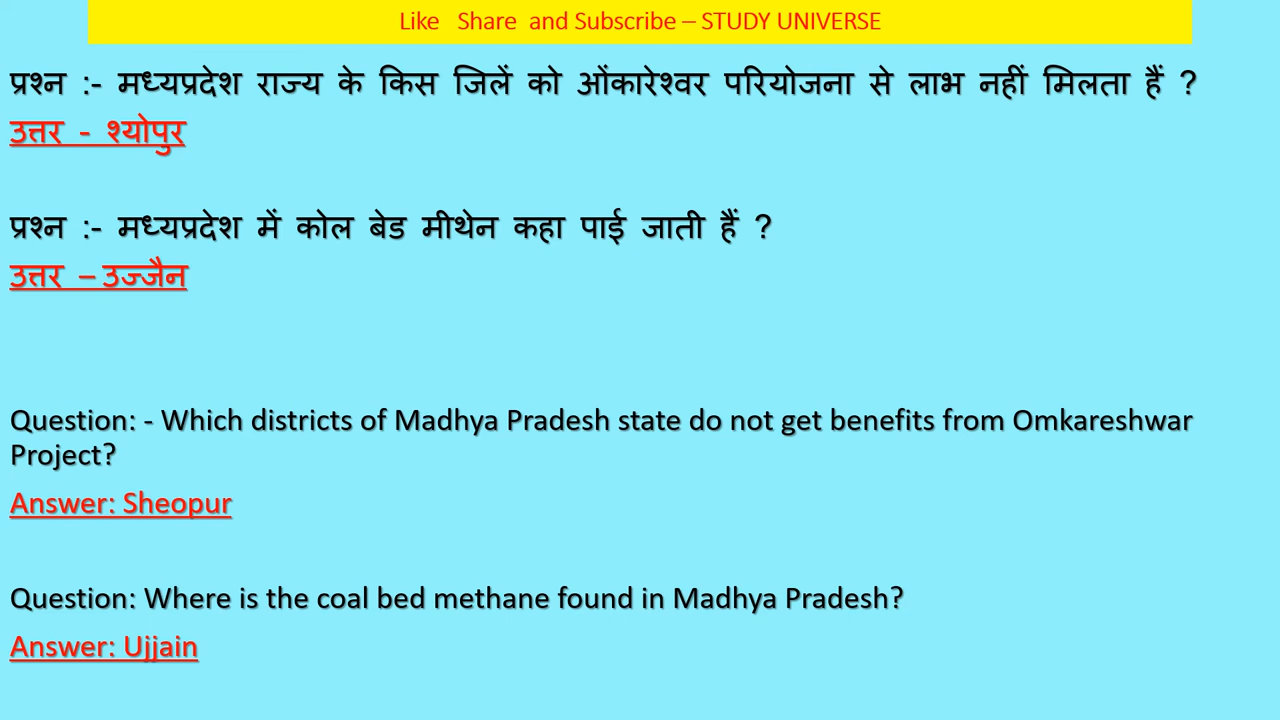 Like Share and Subscribe – STUDY UNIVERSE
प्रश्न :- मध्यप्रदेश राज्य के किस जिलें को ओंकारेश्वर परियोजना से लाभ नहीं मिलता हैं ?
उत्तर - श्योपुर
प्रश्न :- मध्यप्रदेश में कोल बेड मीथेन कहा पाई जाती हैं ?
उत्तर – उज्जैन
Question: - Which districts of Madhya Pradesh state do not get benefits from Omkareshwar
Project?
Answer: Sheopur
Question: Where is the coal bed methane found in Madhya Pradesh?
Answer: Ujjain